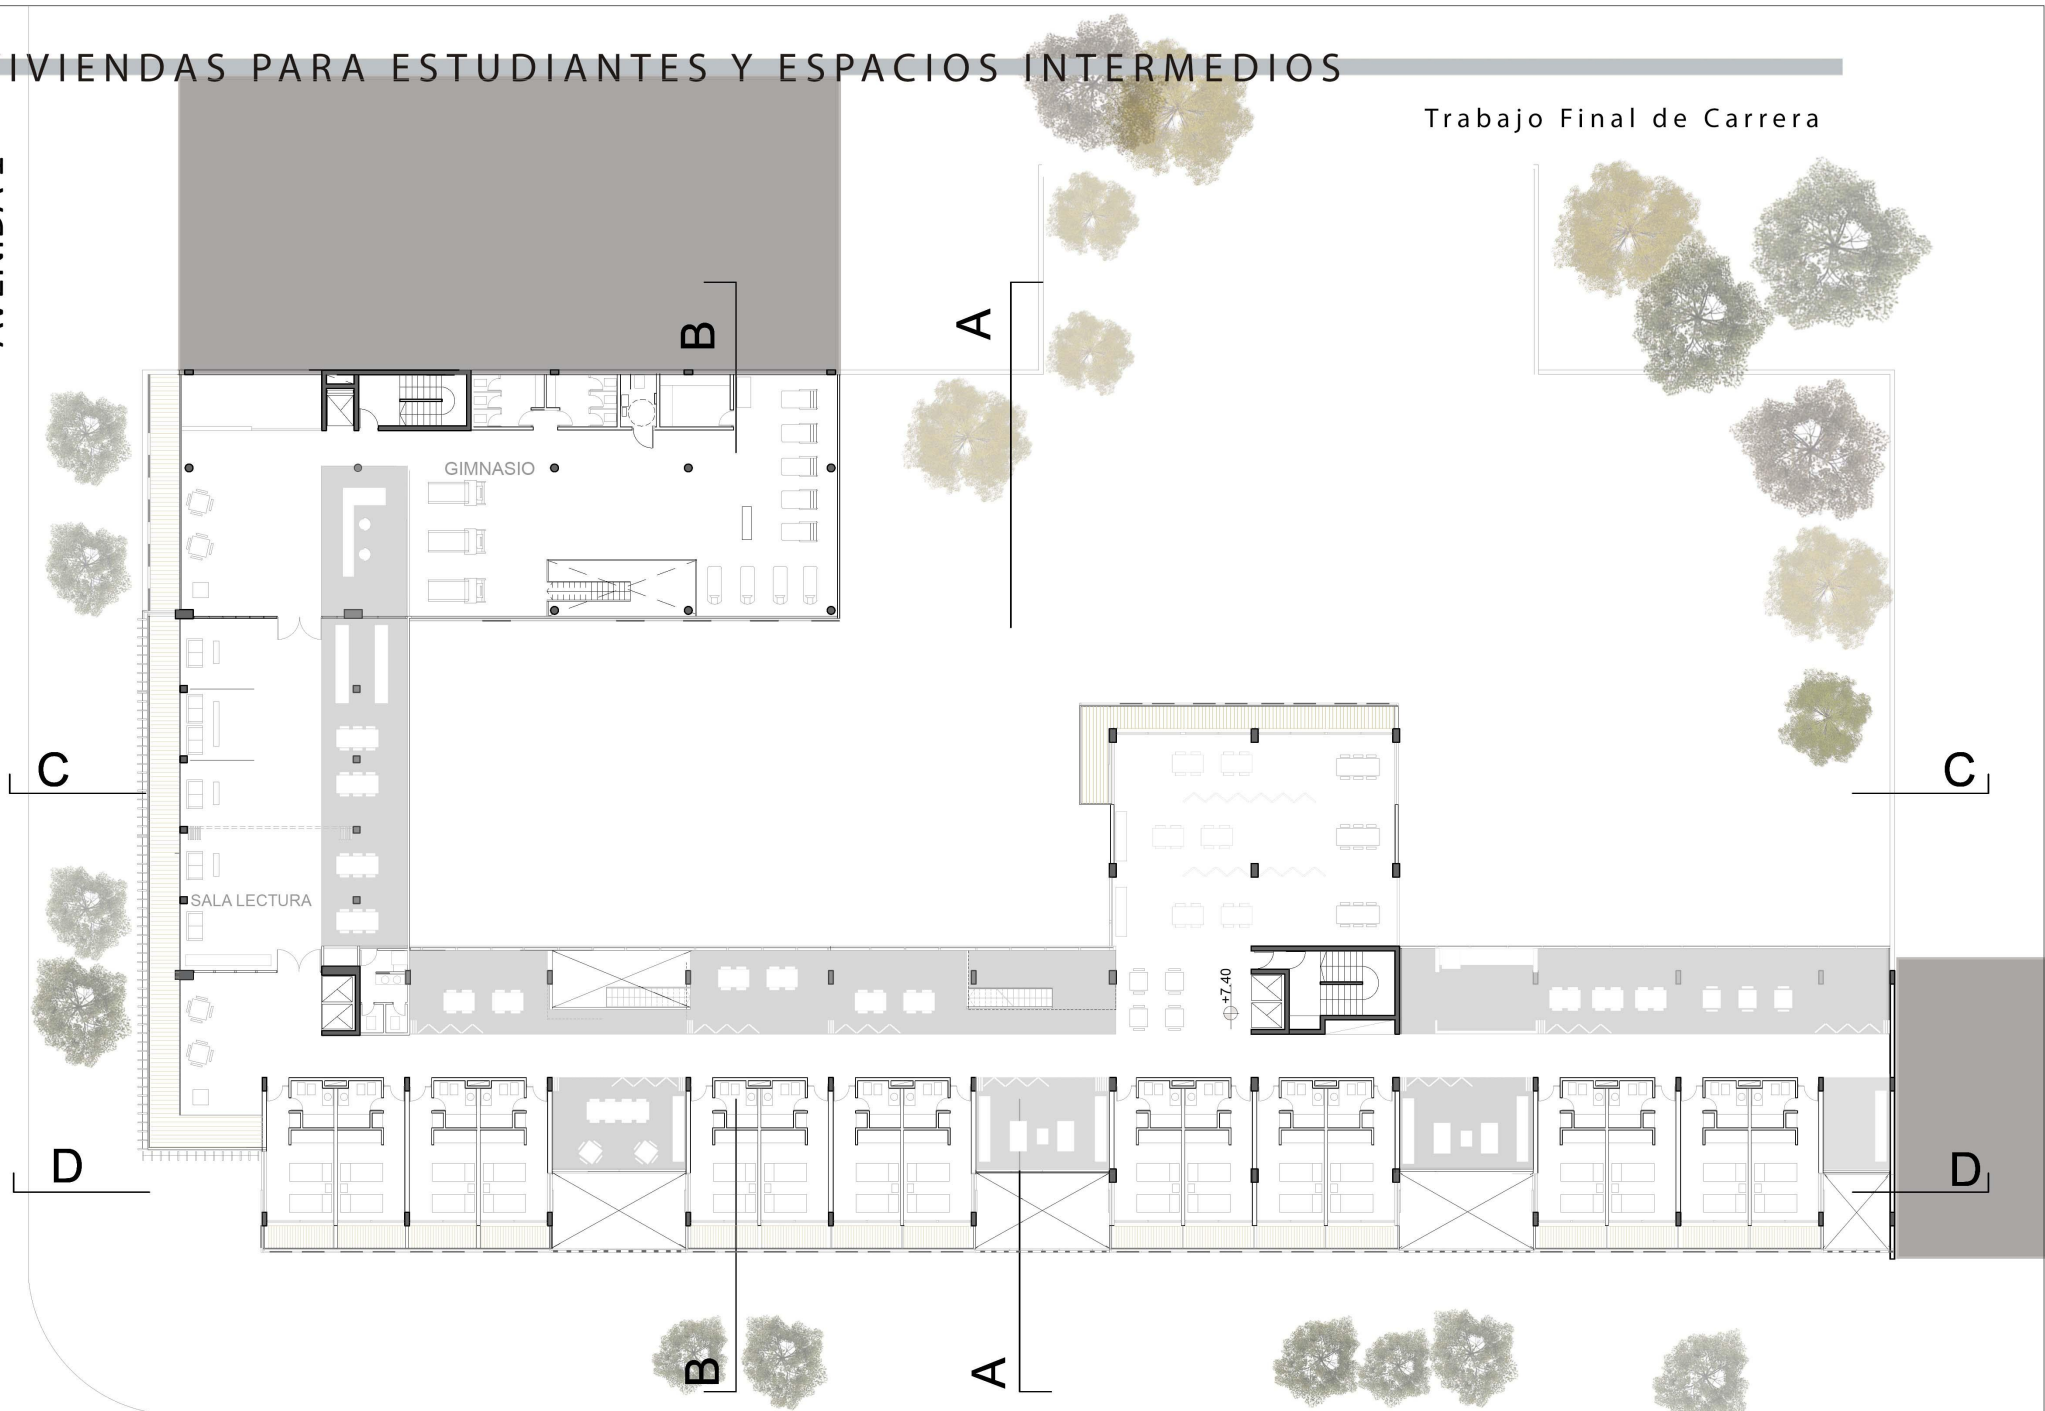 IVIENDAS PARA ESTUDIANTES Y ESPACIOS INTERMEDIOS
Trabajo Final de Carrera
B
A
GIMNASIO
C
C
SALA LECTURA
+7.40
D
D
B
A